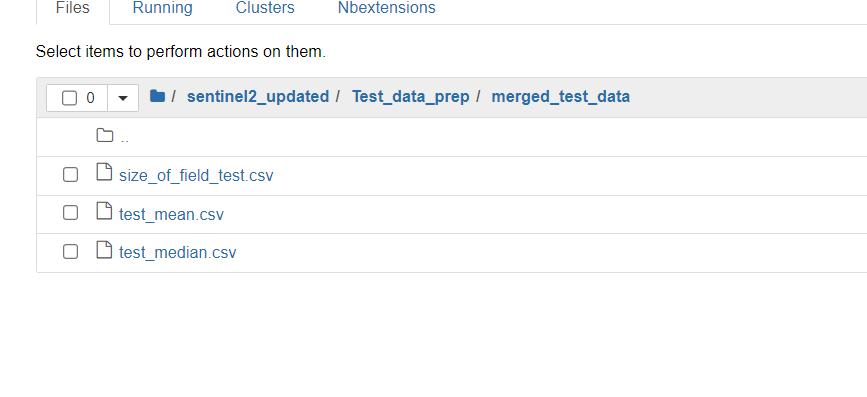 Files Running Clusters Nbextensions
Select items to perform actions on them.
0 / sentinel2_updated / Test_data_prep / merged_test_data
..
size_of_field_test.csv
test_mean.csv
test_median.csv